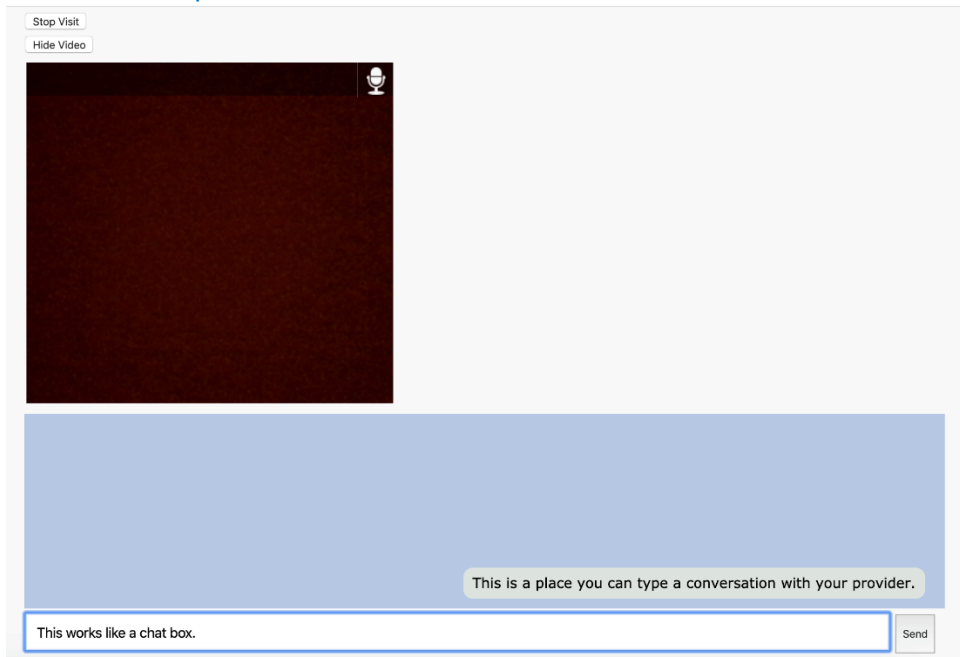 Stop Visit
Hide Video
This is a place you can type a conversation with your provider.
This works like a chat box.
Send